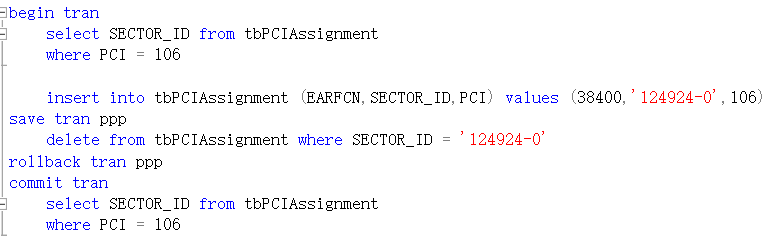 begin tran
select SECTOR_ID from tbPCIAssignment
where PCI = 106
insert into tbPCIAssignment (EARFCN,SECTOR_ID,PCI) values (38400,'124924-0',106)
save tran ppp
delete from tbPCIAssignment where SECTOR_ID = '124924-0'
rollback tran ppp
commit tran
select SECTOR_ID from tbPCIAssignment
where PCI = 106